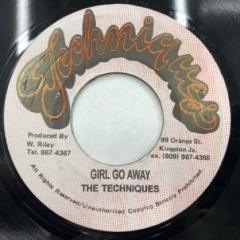 Techniques
Produced By
W. Riley
Tel. 967-4367
99 Orange St.
Kingston Ja.
ax (809) 967-4368
GIRL GO AWAY
THE TECHNIQUES
All Rights Reserved/Unauthorized Copying Strictly Prohibited